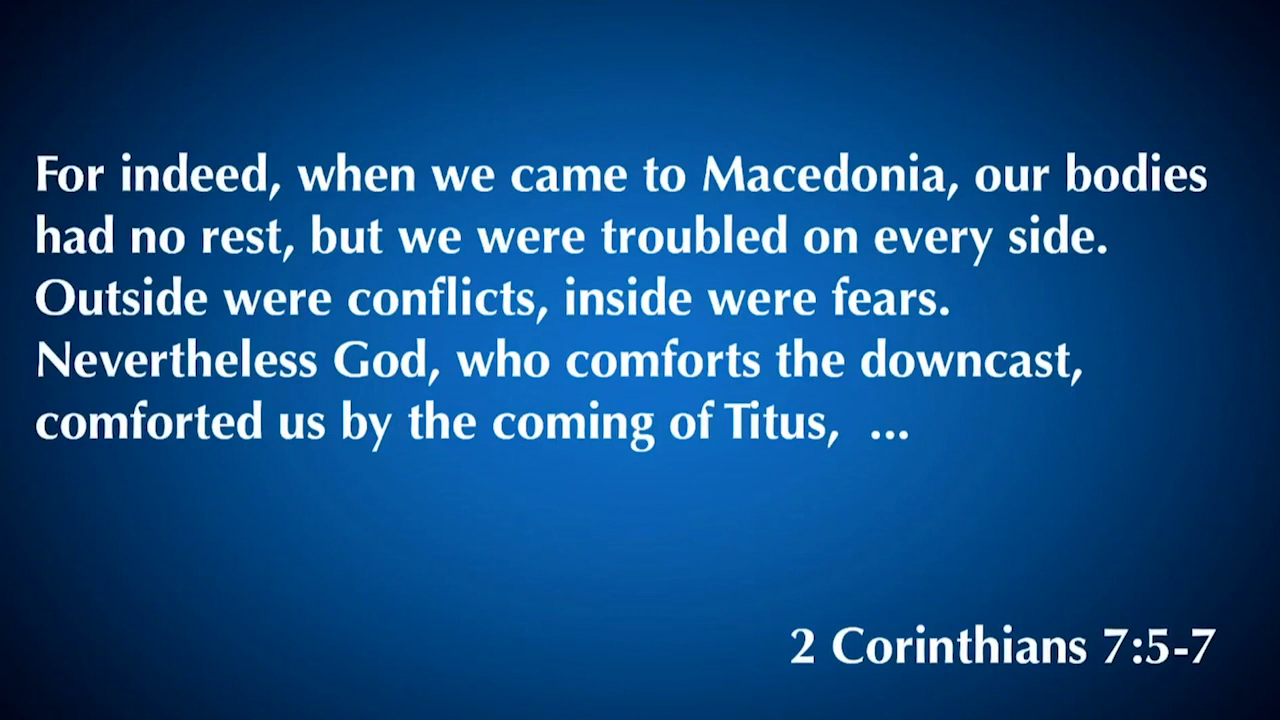 For indeed, when we came to Macedonia, our bodies
had no rest, but we were troubled on every side.
Outside were conflicts, inside were fears.
Nevertheless God, who comforts the downcast,
comforted us by the coming of Titus,  ...
2 Corinthians 7:5-7